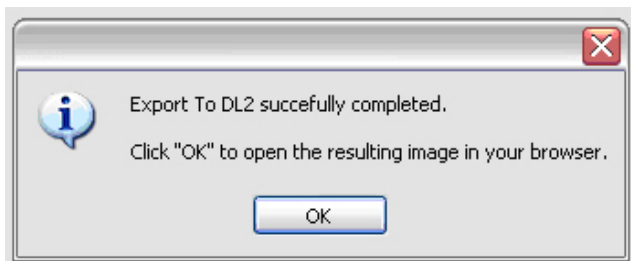 Export To DL2 succefully completed.
Click "OK" to open the resulting image in your browser.
OK